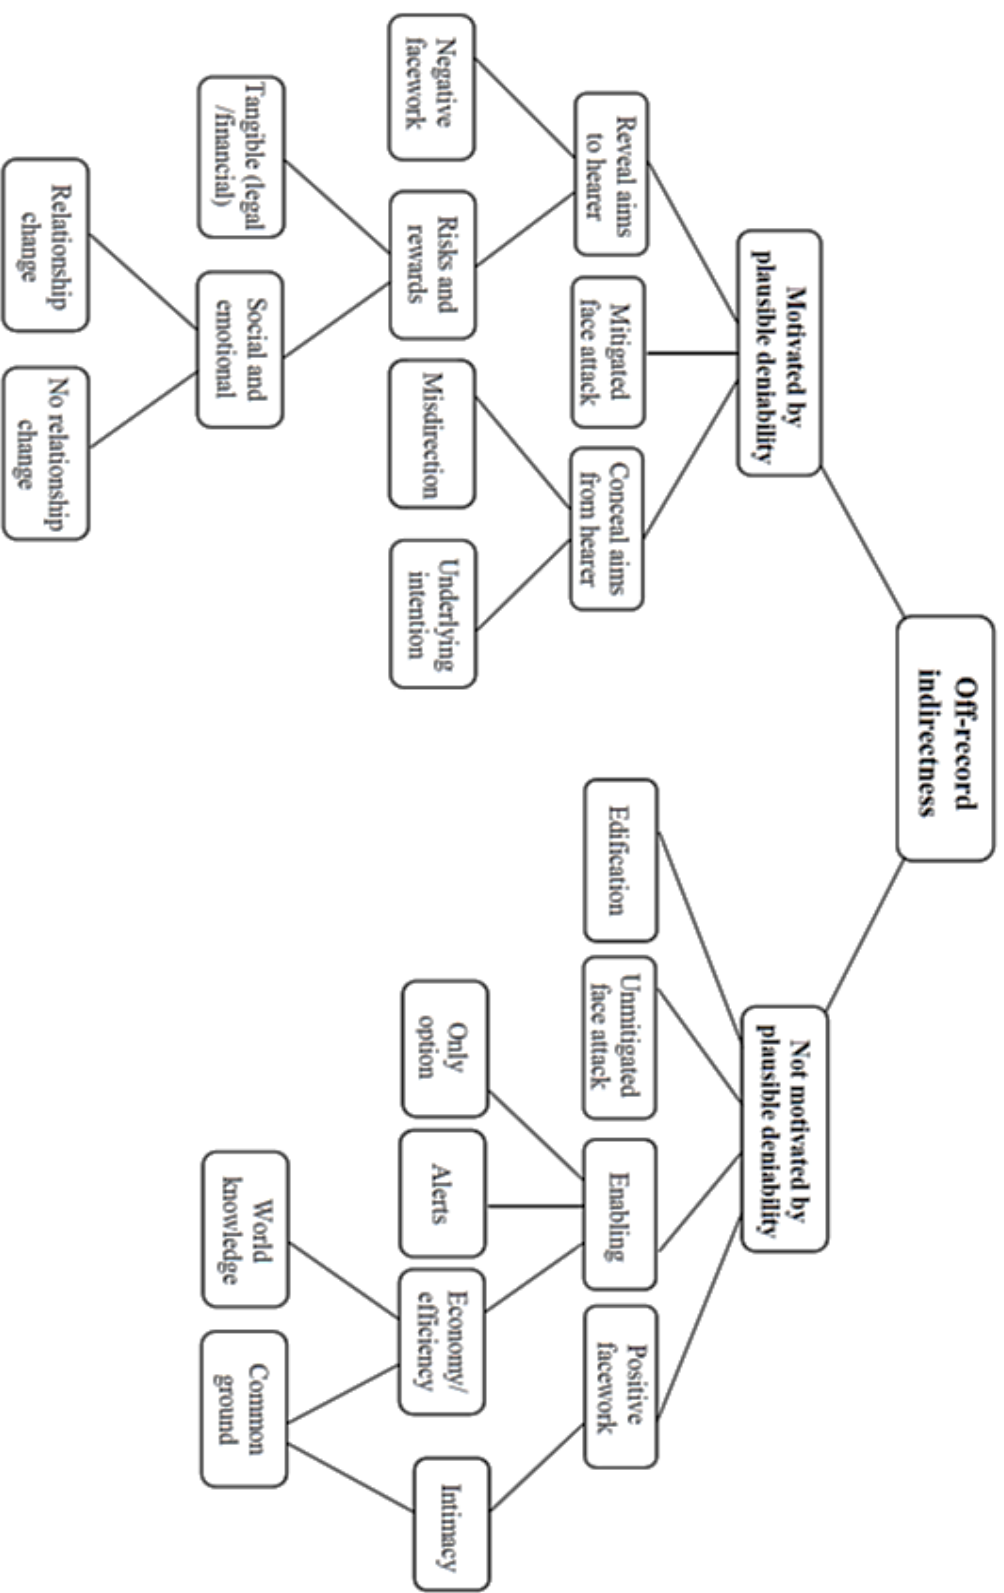 Off-record
indirectness
Motivated by
plausible deniability
Not motivated by
plausible deniability
Reveal aims
to hearer
Mitigated
face attack
Conceal aims
from hearer
Edification
Unmitigated
face attack
Enabling
Positive
facework
Negative
facework
Risks and
rewards
Misdirection
Underlying
intention
Only
option
Alerts
Economy/
efficiency
Intimacy
Tangible (legal
/financial)
Social and
emotional
World
knowledge
Common
ground
Relationship
change
No relationship
change